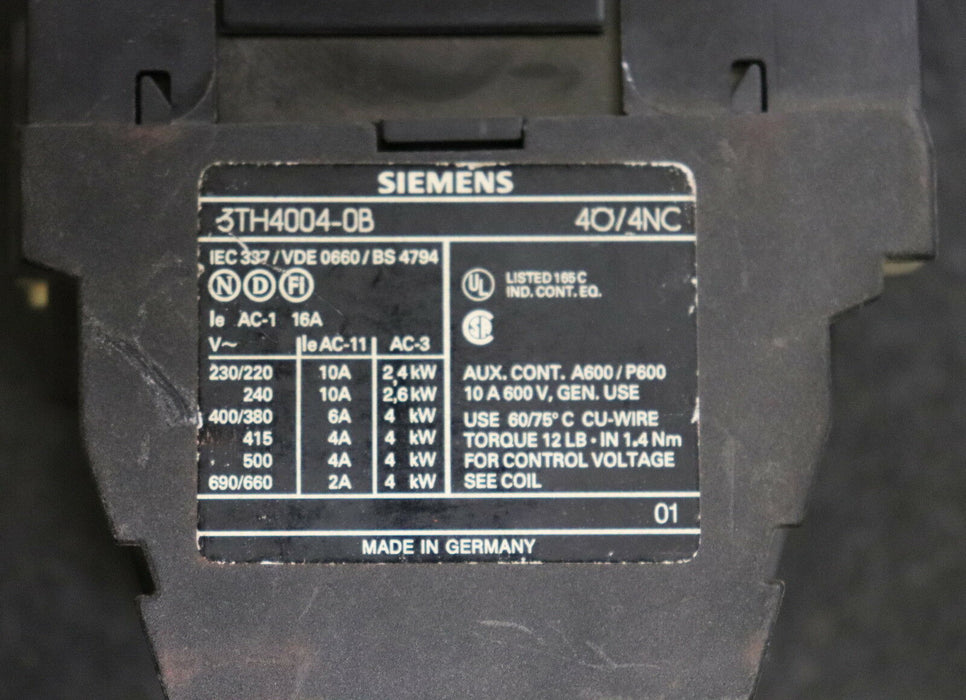 SIEMENS
3TH4004-0B 40/4NC
IEC 337/VDE 0660/BS 4794
N D FI
Ie AC-1 16A
V~ Ie AC-11 AC-3
230/220 10A 2,4 kW
240 10A 2,6 kW
400/380 6A 4 kW
415 4A 4 kW
500 4A 4 kW
690/660 2A 4 kW
UL LISTED 165C
IND. CONT. EQ.
AUX. CONT. A600/P600
10 A 600 V, GEN. USE
USE 60/75°C CU-WIRE
TORQUE 12 LB·IN 1.4 Nm
FOR CONTROL VOLTAGE
SEE COIL
01
MADE IN GERMANY